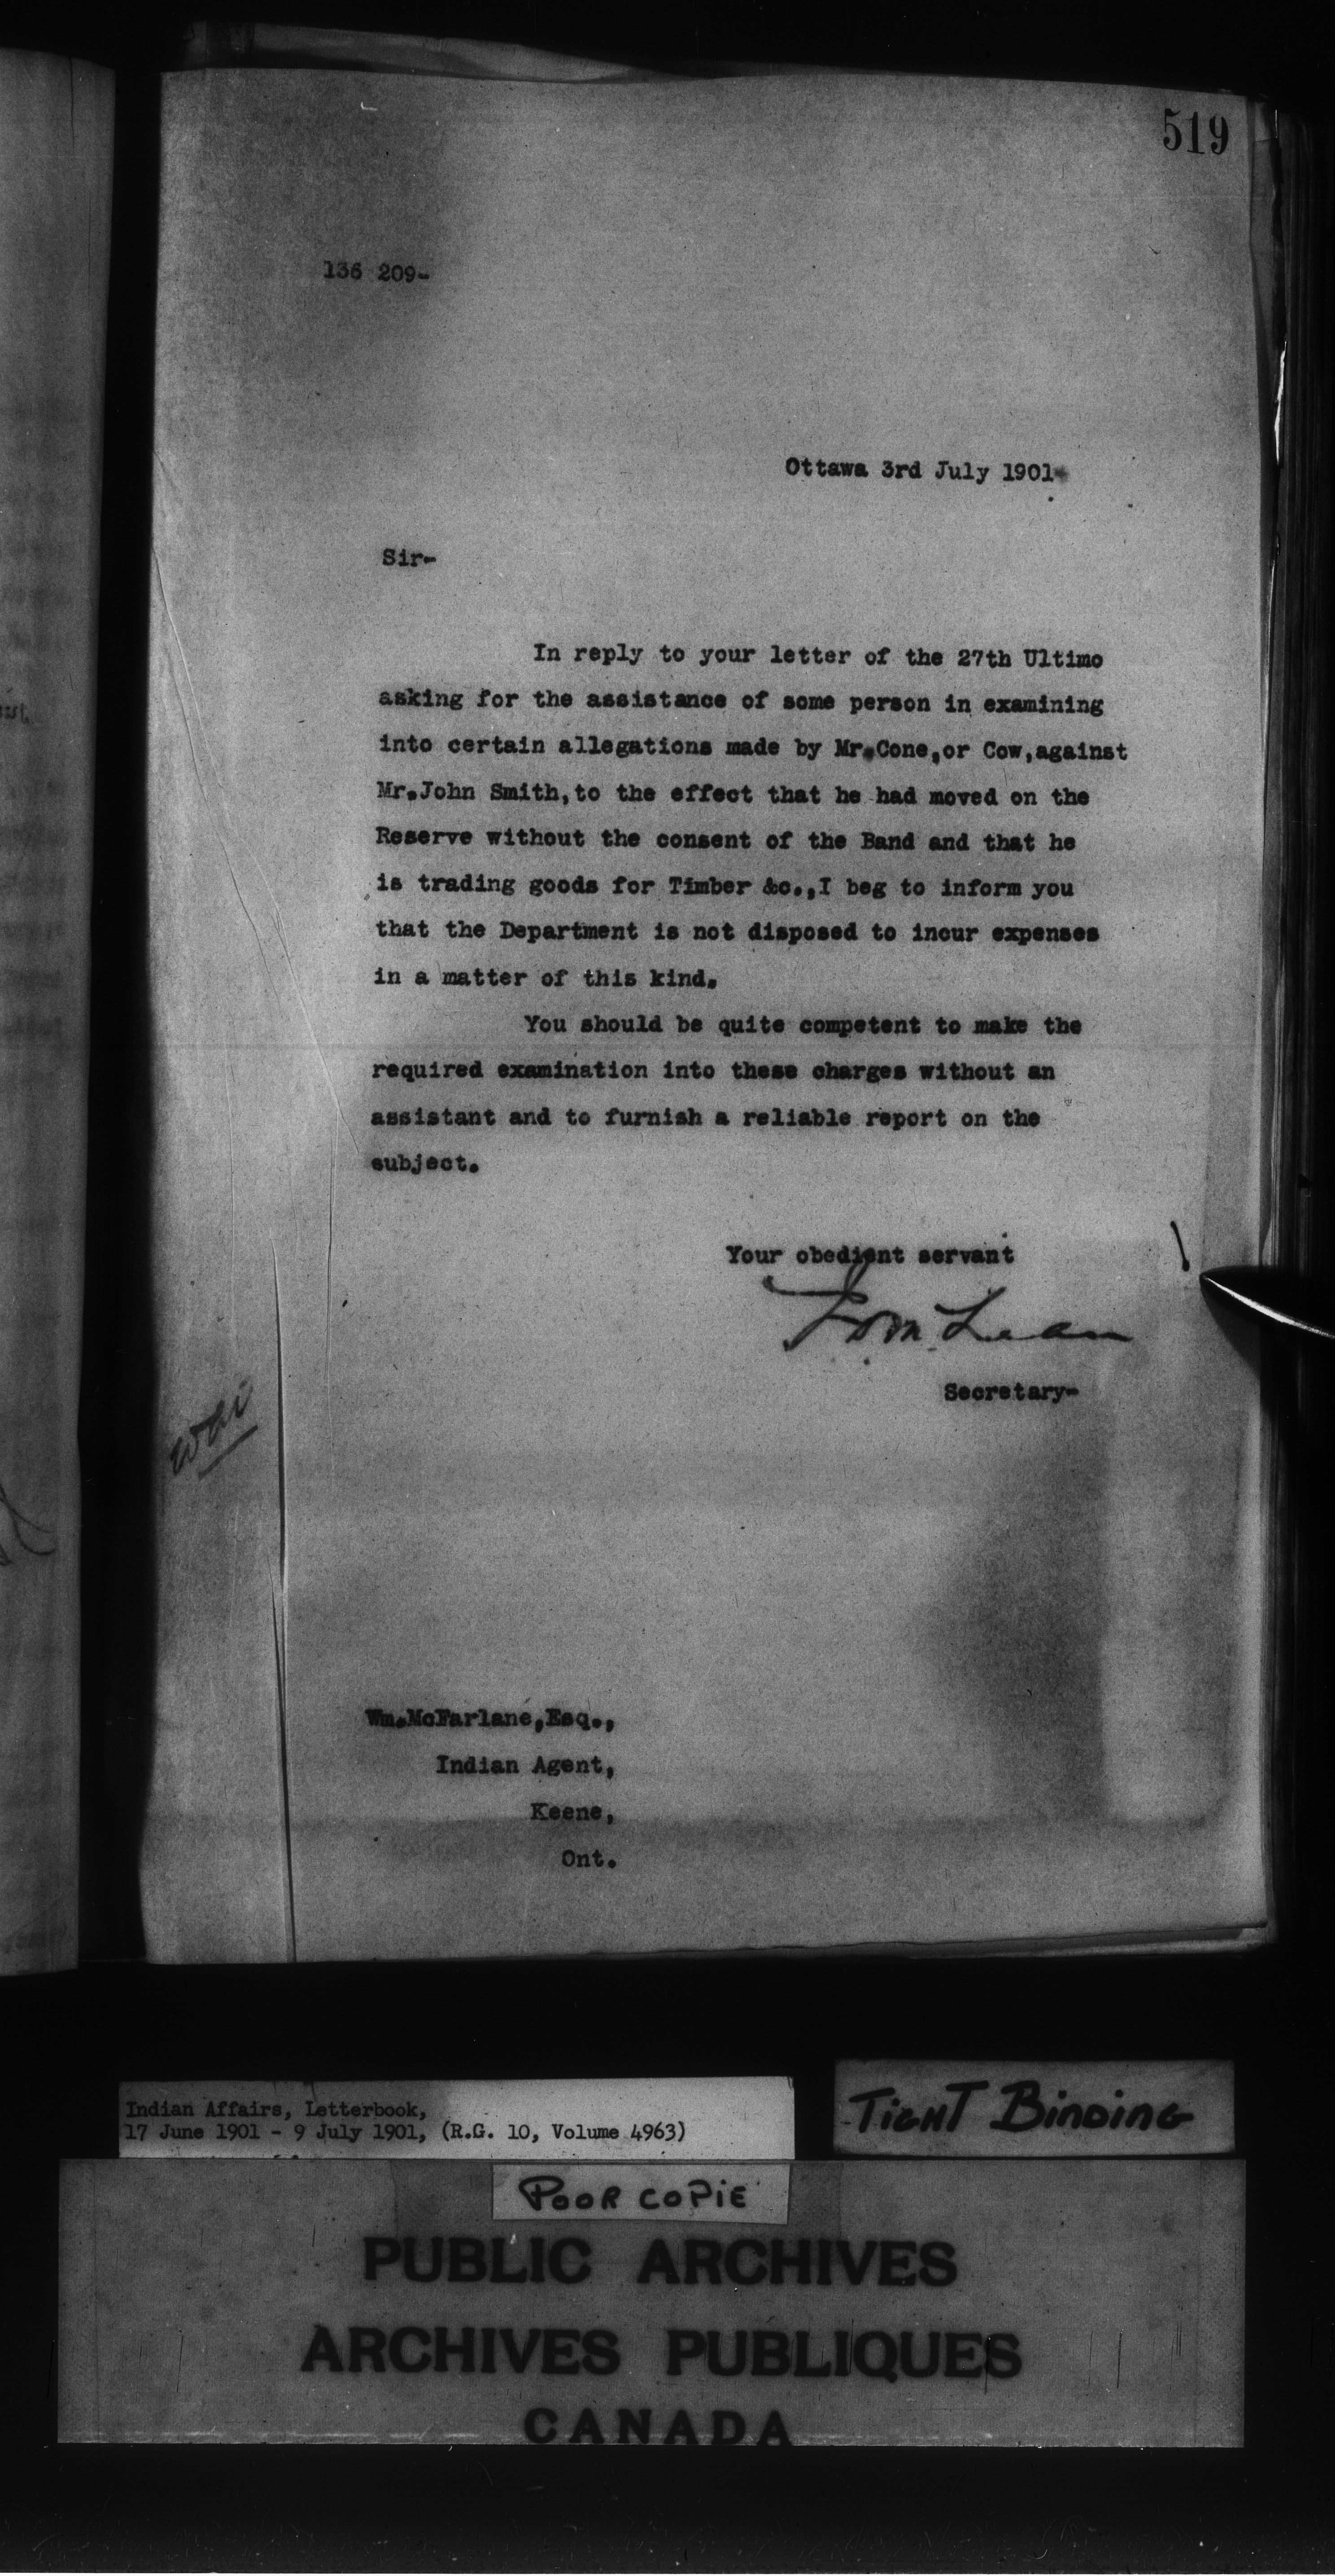 519
136 209-
Ottawa 3rd July 1901
Sir-
In reply to your letter of the 27th Ultimo
asking for the assistance of some person in examining
into certain allegations made by Mr.Cone,or Cow,against
Mr.John Smith,to the effect that he had moved on the
Reserve without the consent of the Band and that he
is trading goods for Timber &c.,I beg to inform you
that the Department is not disposed to incur expenses
in a matter of this kind.
You should be quite competent to make the
required examination into these charges without an
assistant and to furnish a reliable report on the
subject.
Your obedient servant
Secretary-
Wm.McFarlane,Esq.,
Indian Agent,
Keene,
Ont.
Indian Affairs, Letterbook,
17 June 1901 - 9 July 1901, (R.G. 10, Volume 4963)
TIGHT BINDING
POOR COPIE
PUBLIC ARCHIVES
ARCHIVES PUBLIQUES
CANADA